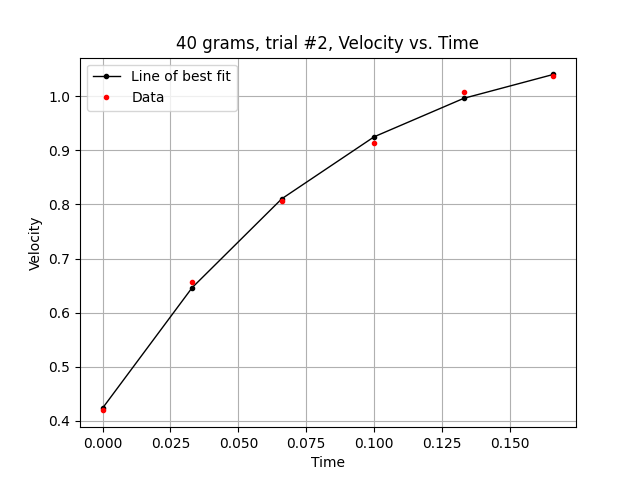 40 grams, trial #2, Velocity vs. Time
Line of best fit
Data
1.0
0.9
0.8
0.7
0.6
0.5
0.4
Velocity
0.000 0.025 0.050 0.075 0.100 0.125 0.150
Time